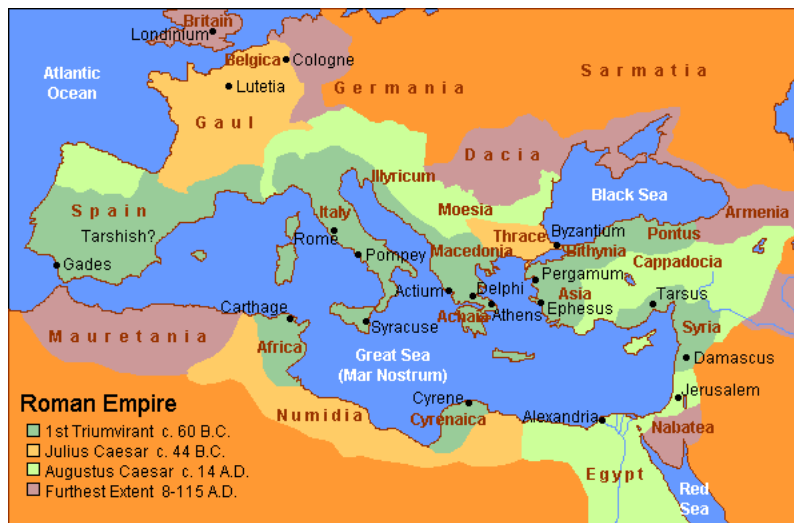 Britain
Londinium
Belgica
Cologne
Atlantic
Ocean
Lutetia
Germania
Sarmatia
Gaul
Dacia
Illyricum
Black Sea
Spain
Tarshish?
Italy
Moesia
Armenia
Rome
Thrace
Byzantium
Pontus
Gades
Pompey
Macedonia
Bithynia
Cappadocia
Pergamum
Actium
Delphi
Asia
Tarsus
Carthage
Achaia
Athens
Ephesus
Mauretania
Syracuse
Syria
Africa
Great Sea
(Mar Nostrum)
Damascus
Jerusalem
Roman Empire
Numidia
Cyrene
Cyrenaica
Alexandria
Nabatea
1st Triumvirant c. 60 B.C.
Julius Caesar c. 44 B.C.
Augustus Caesar c. 14 A.D.
Furthest Extent 8-115 A.D.
Egypt
Red
Sea